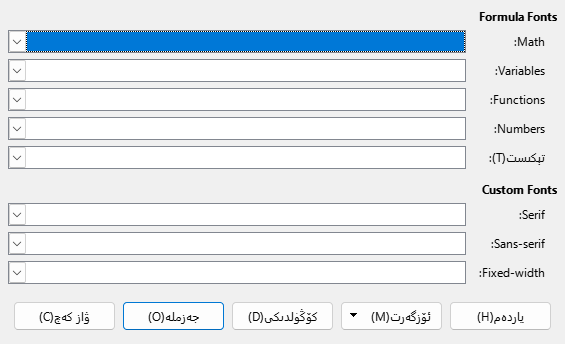 Formula Fonts
Math:
Variables:
Functions:
Numbers:
تېكىست(T):
Custom Fonts
Serif:
Sans-serif:
Fixed-width:
ياردەم(H) ئۆزگەرت(M) كۆڭۈلدىكى(D) جەزملە(O) ۋاز كەچ(C)